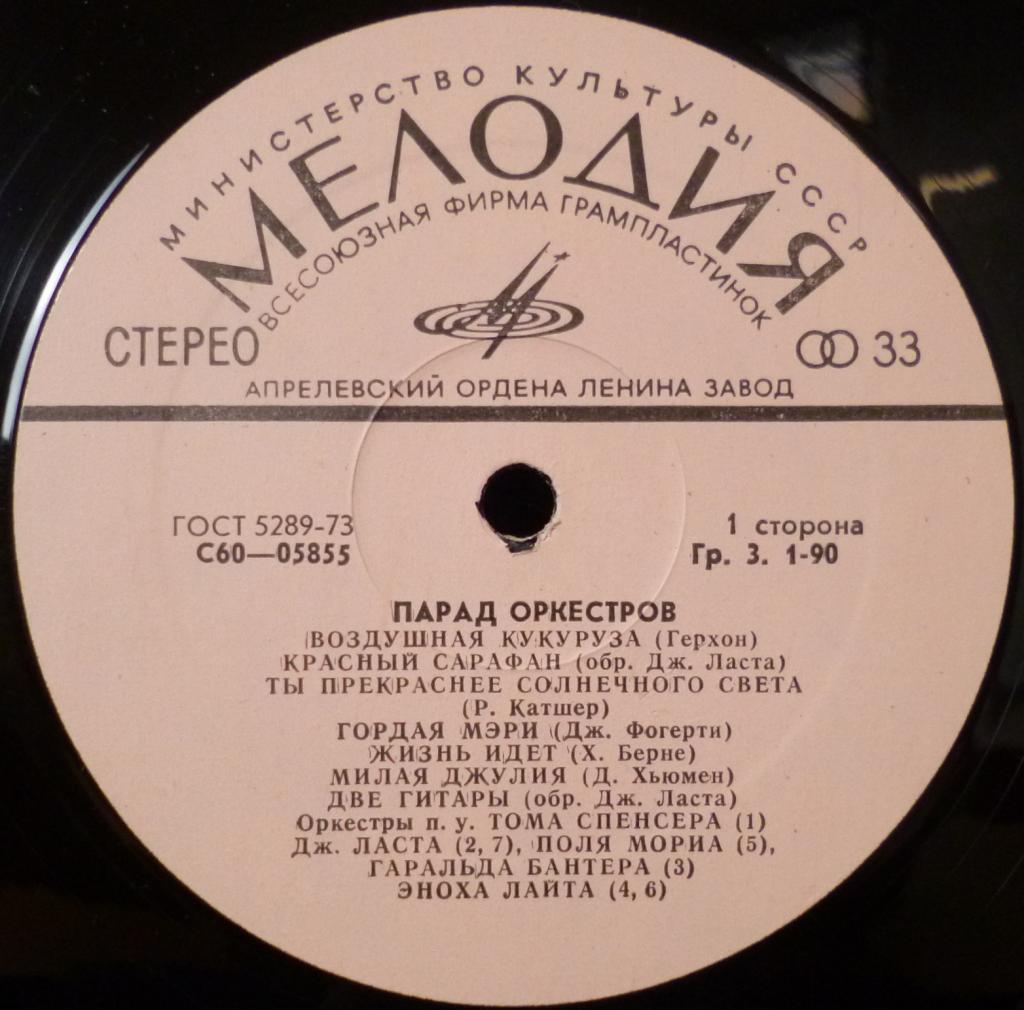 МИНИСТЕРСТВО КУЛЬТУРЫ СССР
МЕЛОДИЯ
ВСЕСОЮЗНАЯ ФИРМА ГРАМПЛАСТИНОК
СТЕРЕО
33
АПРЕЛЕВСКИЙ ОРДЕНА ЛЕНИНА ЗАВОД
ГОСТ 5289-73
1 сторона
С60—05855
Гр. 3. 1-90
ПАРАД ОРКЕСТРОВ
ВОЗДУШНАЯ КУКУРУЗА (Герхон)
КРАСНЫЙ САРАФАН (обр. Дж. Ласта)
ТЫ ПРЕКРАСНЕЕ СОЛНЕЧНОГО СВЕТА
(Р. Катшер)
ГОРДАЯ МЭРИ (Дж. Фогерти)
ЖИЗНЬ ИДЕТ (Х. Берне)
МИЛАЯ ДЖУЛИЯ (Д. Хьюмен)
ДВЕ ГИТАРЫ (обр. Дж. Ласта)
Оркестры п. у. ТОМА СПЕНСЕРА (1)
Дж. ЛАСТА (2, 7), ПОЛЯ МОРИА (5),
ГАРАЛЬДА БАНТЕРА (3)
ЭНОХА ЛАЙТА (4, 6)